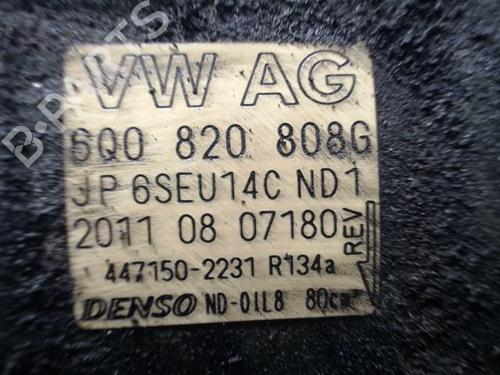 VW AG
6Q0 820 808G
JP 6SEU14C ND1
2011 08 07180
REV
447150-2231 R134a
DENSO ND-OIL8 80cm³
B-PARTS